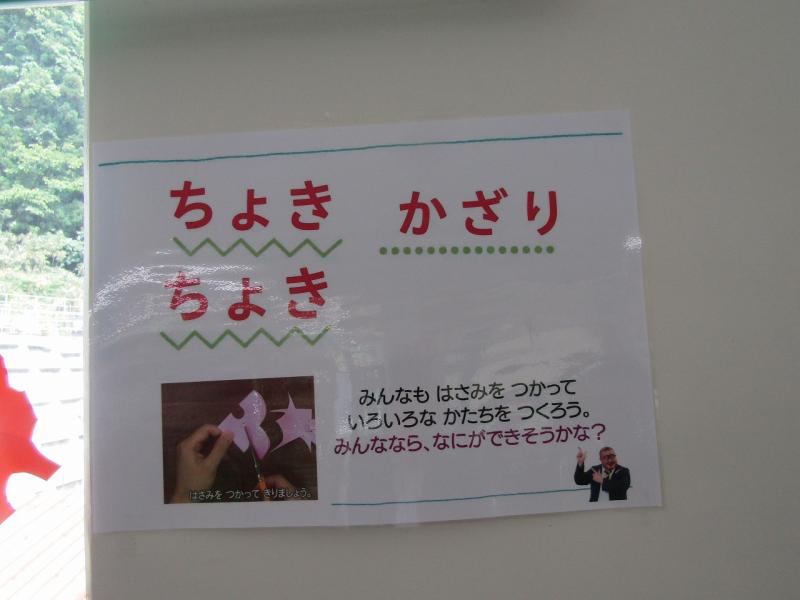 ちょき かざり
ちょき
みんなも はさみを つかって
いろいろな かたちを つくろう。
みんななら、なにができそうかな?
はさみを つかって きりましょう。